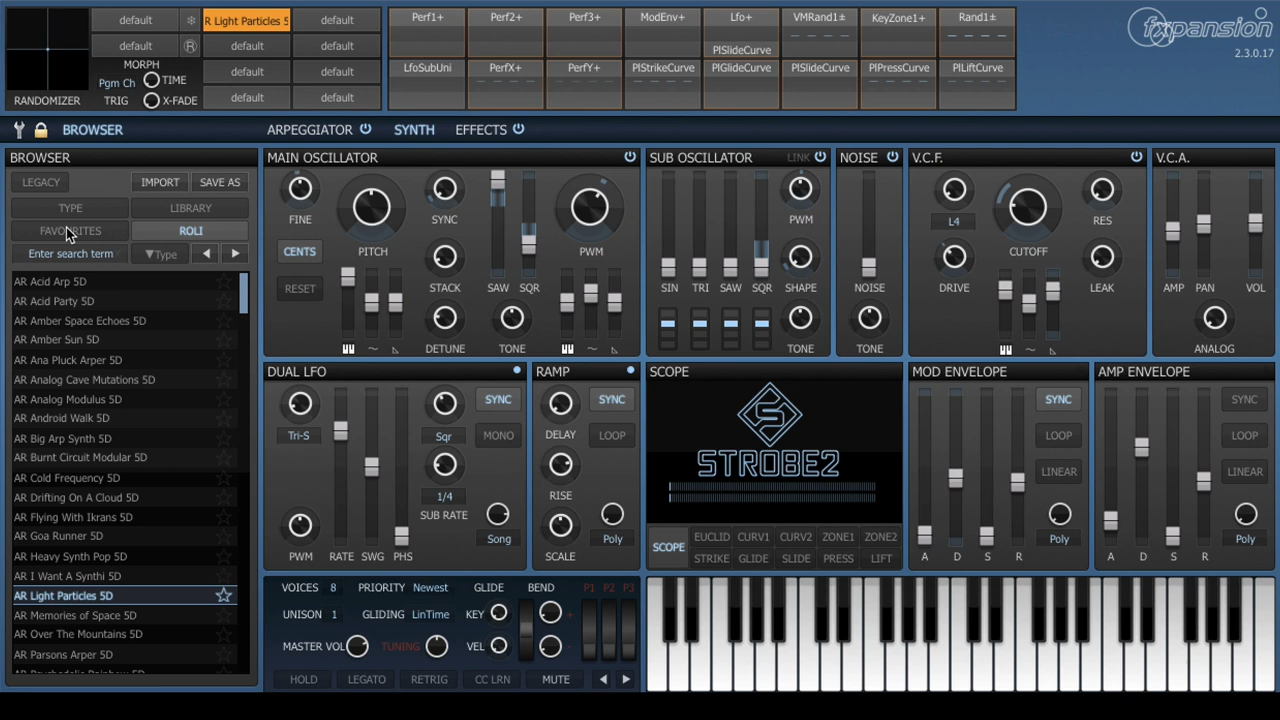 default
R Light Particles 5
default
default
R
default
default
MORPH
Pgm Ch
TIME
default
default
RANDOMIZER
TRIG
X-FADE
default
default
Perf1+
Perf2+
Perf3+
ModEnv+
Lfo+
VMRand1±
KeyZone1+
Rand1±
PlSlideCurve
LfoSubUni
PerfX+
PerfY+
PlStrikeCurve
PlGlideCurve
PlSlideCurve
PlPressCurve
PlLiftCurve
fxpansion
2.3.0.17
BROWSER
ARPEGGIATOR
SYNTH
EFFECTS
BROWSER
LEGACY
IMPORT
SAVE AS
TYPE
LIBRARY
FAVOURITES
ROLI
Enter search term
▼Type
AR Acid Arp 5D
AR Acid Party 5D
AR Amber Space Echoes 5D
AR Amber Sun 5D
AR Ana Pluck Arper 5D
AR Analog Cave Mutations 5D
AR Analog Modulus 5D
AR Android Walk 5D
AR Big Arp Synth 5D
AR Burnt Circuit Modular 5D
AR Cold Frequency 5D
AR Drifting On A Cloud 5D
AR Flying With Ikrans 5D
AR Goa Runner 5D
AR Heavy Synth Pop 5D
AR I Want A Synthi 5D
AR Light Particles 5D
AR Memories of Space 5D
AR Over The Mountains 5D
AR Parsons Arper 5D
MAIN OSCILLATOR
FINE
PITCH
SYNC
PWM
CENTS
RESET
STACK
SAW
SQR
DETUNE
TONE
SUB OSCILLATOR
LINK
PWM
SIN
TRI
SAW
SQR
SHAPE
TONE
NOISE
NOISE
TONE
V.C.F.
L4
CUTOFF
RES
DRIVE
LEAK
V.C.A.
AMP
PAN
VOL
ANALOG
DUAL LFO
Tri-S
Sqr
SYNC
MONO
1/4
SUB RATE
PWM
RATE
SWG
PHS
Song
RAMP
SYNC
DELAY
LOOP
RISE
SCALE
Poly
SCOPE
STROBE2
SCOPE
EUCLID
CURV1
CURV2
ZONE1
ZONE2
STRIKE
GLIDE
SLIDE
PRESS
LIFT
MOD ENVELOPE
SYNC
LOOP
LINEAR
Poly
A
D
S
R
AMP ENVELOPE
SYNC
LOOP
LINEAR
Poly
A
D
S
R
VOICES 8
PRIORITY Newest
GLIDE
BEND
P1
P2
P3
UNISON 1
GLIDING LinTime
KEY
MASTER VOL
TUNING
VEL
HOLD
LEGATO
RETRIG
CC LRN
MUTE